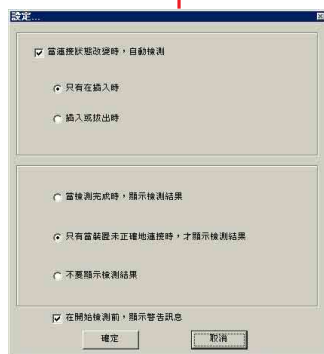 設定...
當連接狀態改變時，自動檢測
只有在插入時
插入或拔出時
當檢測完成時，顯示檢測結果
只有當裝置未正確地連接時，才顯示檢測結果
不要顯示檢測結果
在開始檢測前，顯示警告訊息
確定
取消